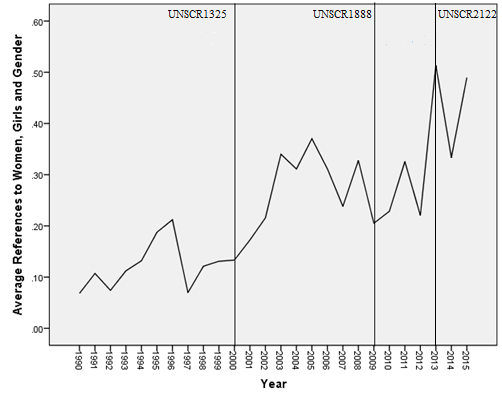 UNSCR1325 UNSCR1888 UNSCR2122
.60
.50
.40
.30
.20
.10
.00
Average References to Women, Girls and Gender
1990 1991 1992 1993 1994 1995 1996 1997 1998 1999 2000 2001 2002 2003 2004 2005 2006 2007 2008 2009 2010 2011 2012 2013 2014 2015
Year